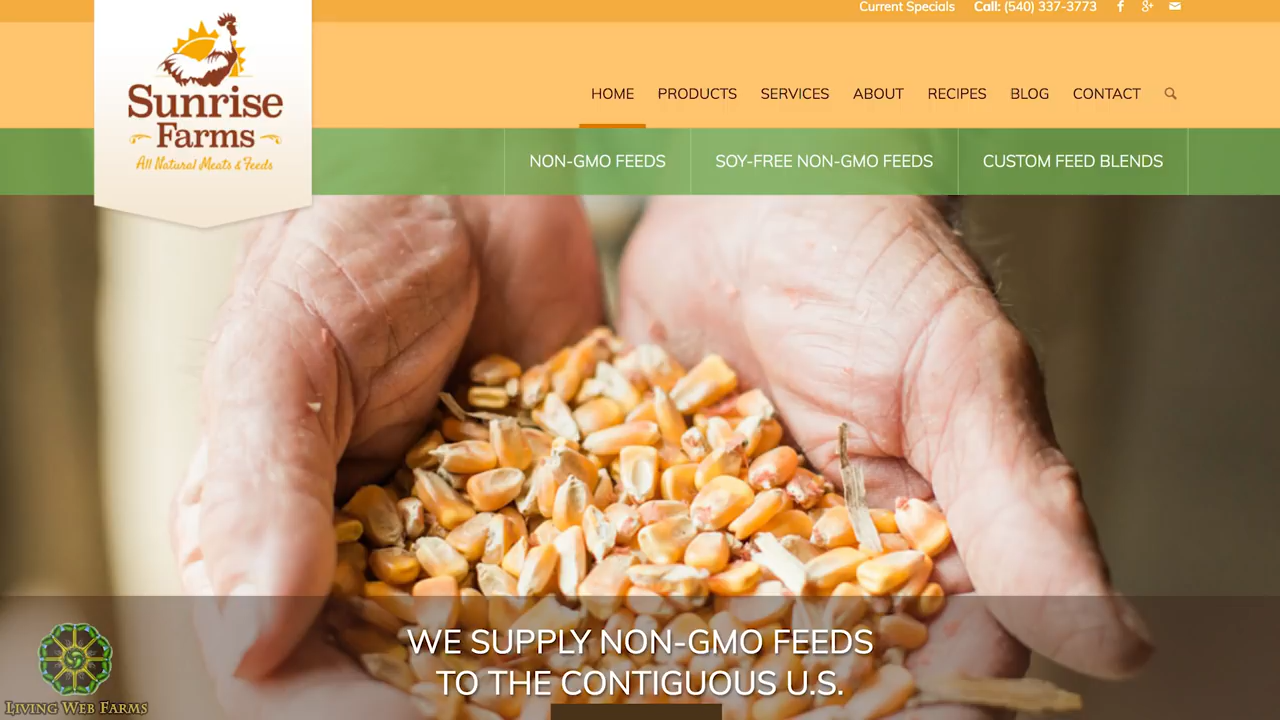 Current Specials Call: (540) 337-3773
Sunrise
Farms
All Natural Meats & Feeds
HOME PRODUCTS SERVICES ABOUT RECIPES BLOG CONTACT
NON-GMO FEEDS SOY-FREE NON-GMO FEEDS CUSTOM FEED BLENDS
WE SUPPLY NON-GMO FEEDS
TO THE CONTIGUOUS U.S.
LIVING WEB FARMS